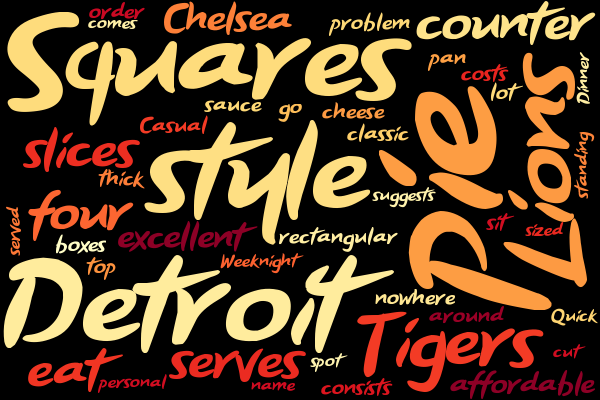 order
comes
Chelsea
problem
counter
Squares
pan
costs
lot
Dinner
sauce
go
cheese
classic
Casual
Pie
Lions
standing
slices
thick
style
suggests
served
four
boxes
excellent
rectangular
sit
sized
top
Weeknight
Detroit
nowhere
around
Quick
Tigers
eat
personal
serves
name
spot
consists
cut
affordable